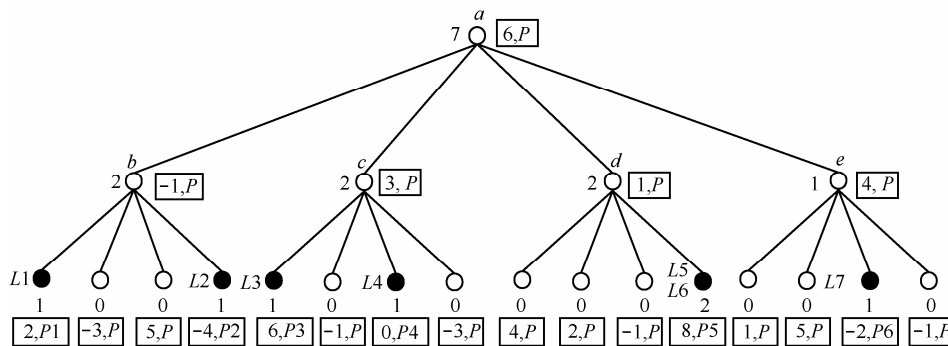 a
7 6,P
b c d e
2 −1,P 2 3, P 2 1,P 1 4, P
L5
L1 L2 L3 L4 L6 L7
1 0 0 1 1 0 1 0 0 0 0 2 0 0 1 0
2,P1 −3,P 5,P −4,P2 6,P3 −1,P 0,P4 −3,P 4,P 2,P −1,P 8,P5 1,P 5,P −2,P6 −1,P